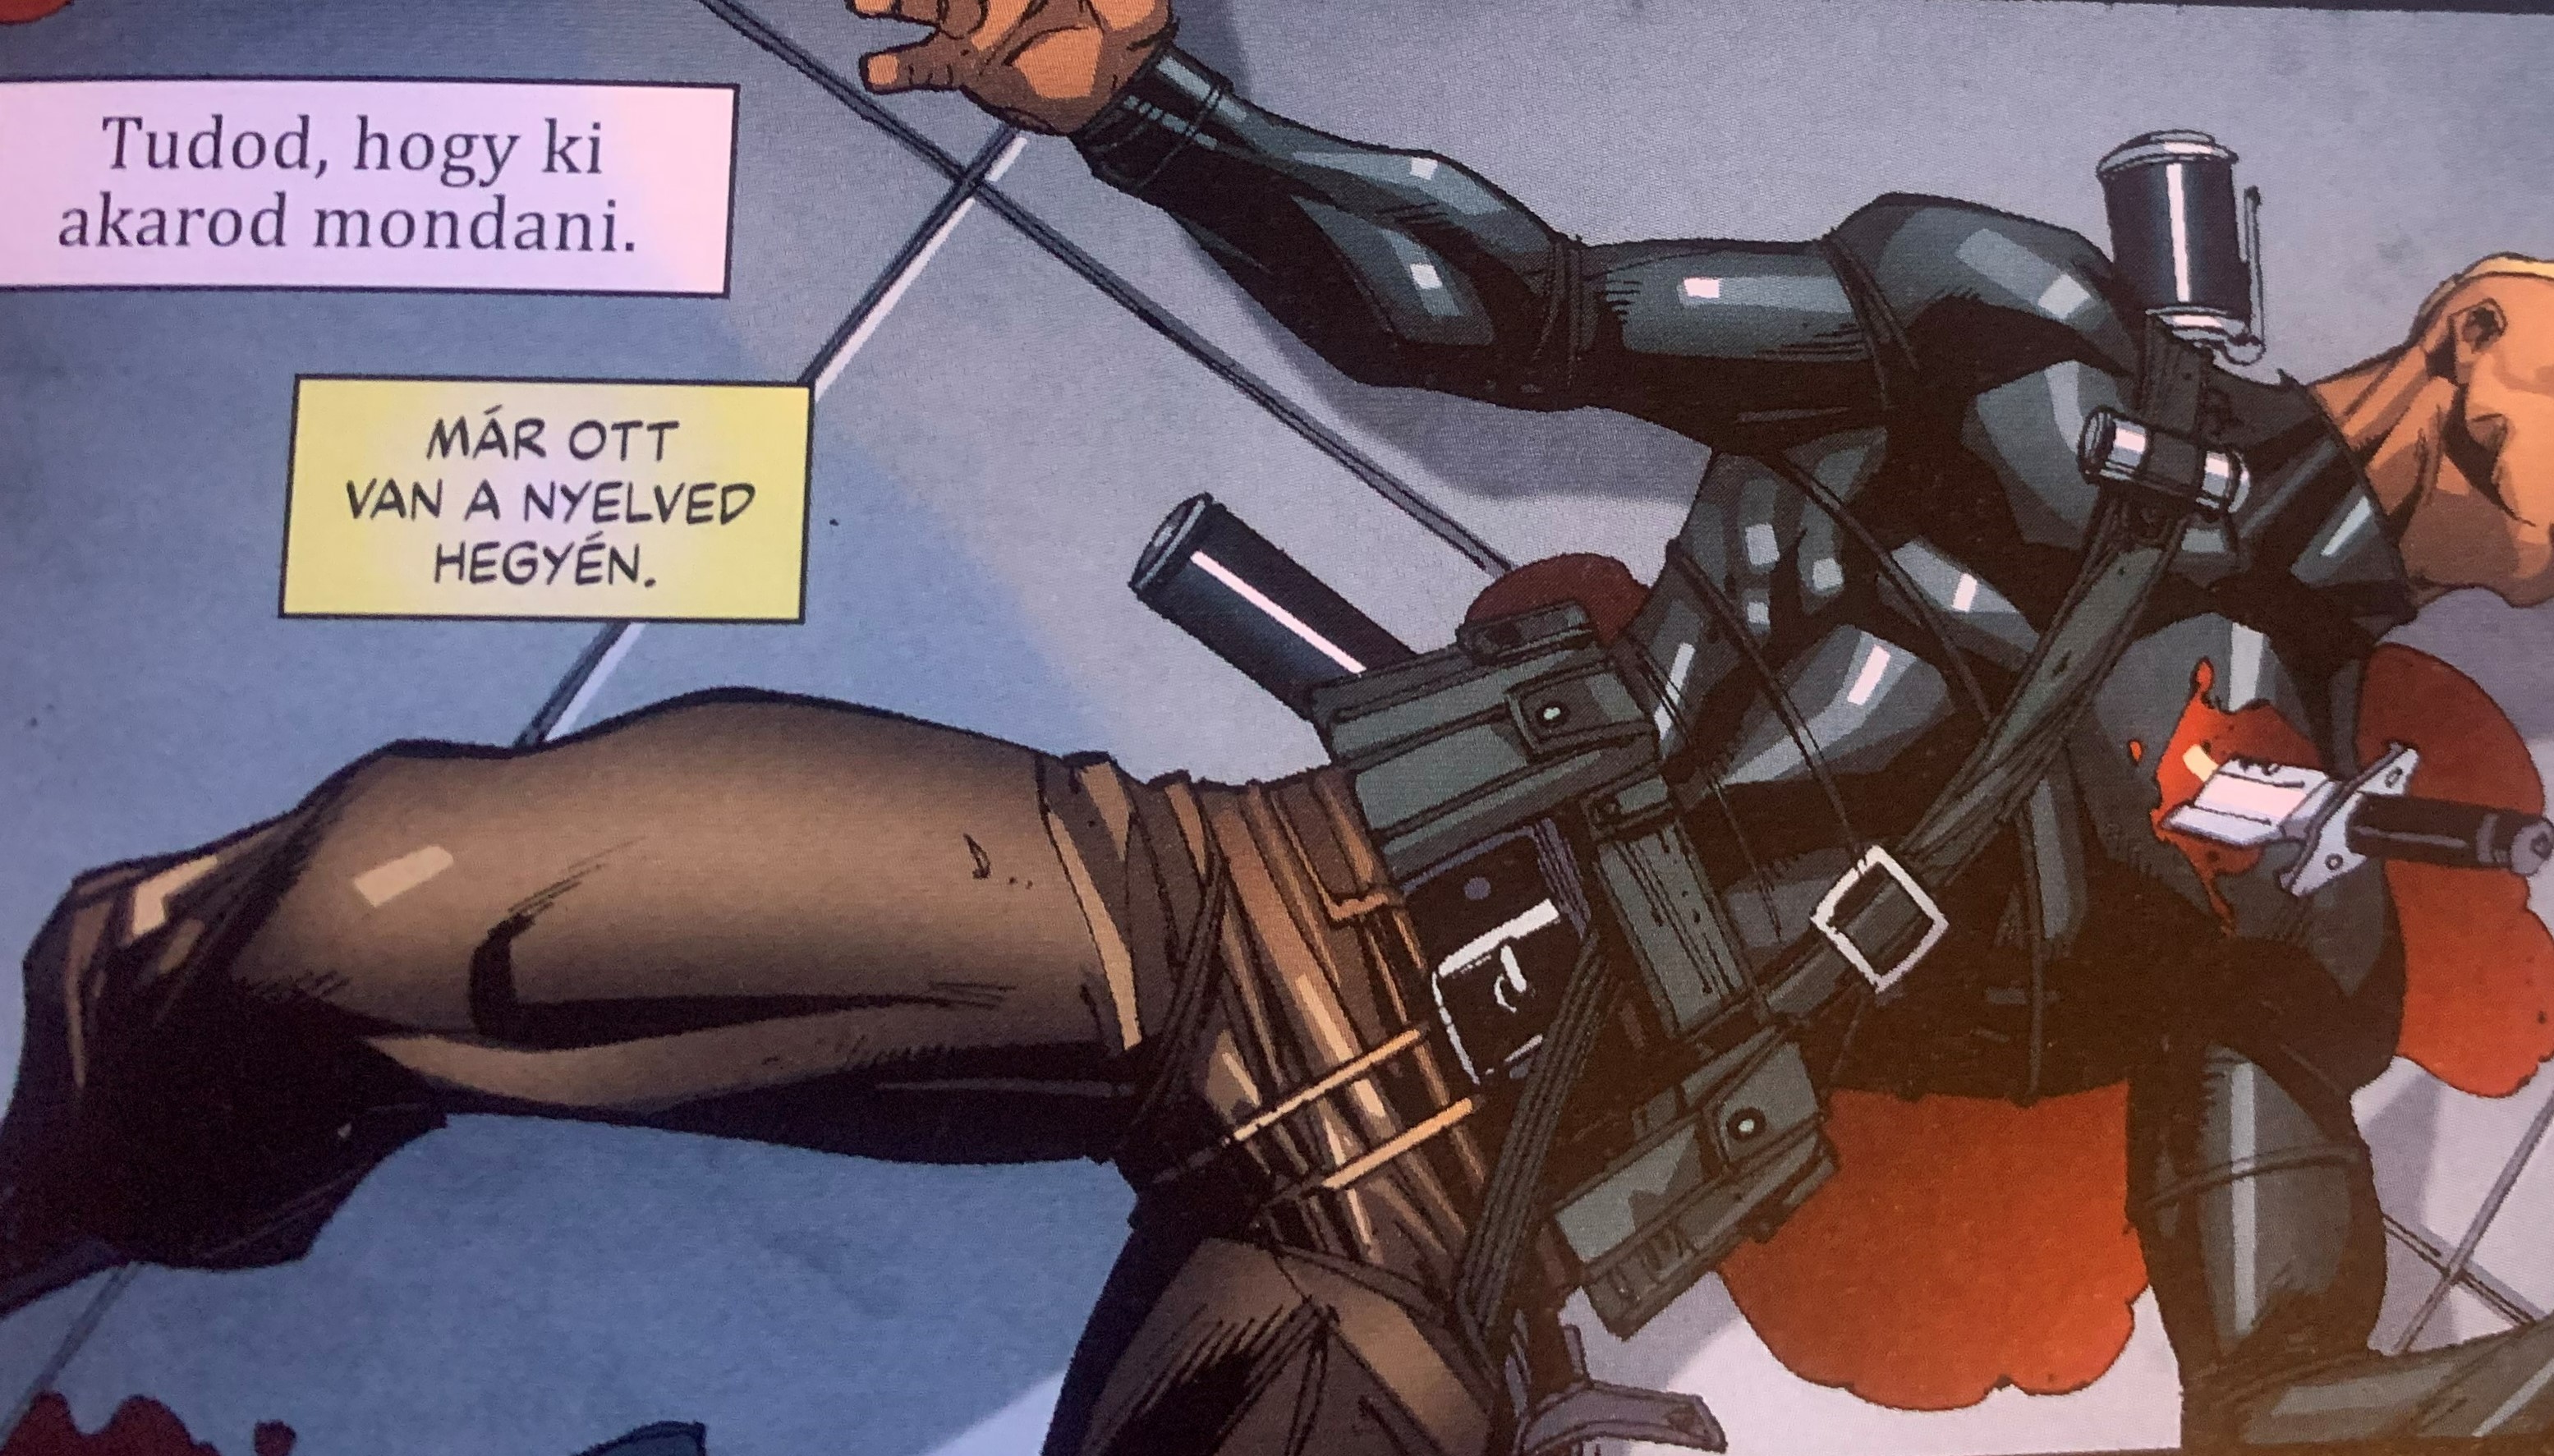 Tudod, hogy ki
akarod mondani.
MÁR OTT
VAN A NYELVED
HEGYÉN.